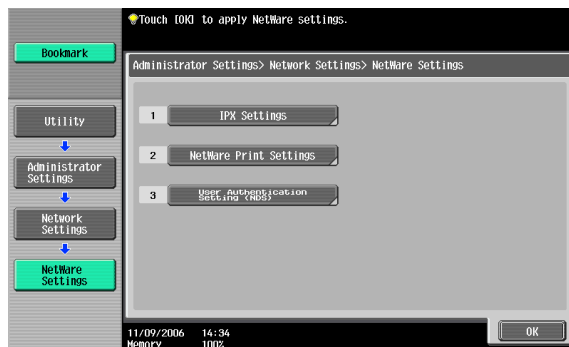 Touch [OK] to apply NetWare settings.
Bookmark
Administrator Settings> Network Settings> NetWare Settings
Utility
Administrator
Settings
Network
Settings
NetWare
Settings
1 IPX Settings
2 NetWare Print Settings
3 User Authentication
Setting (NDS)
11/09/2006 14:34
Memory 100%
OK